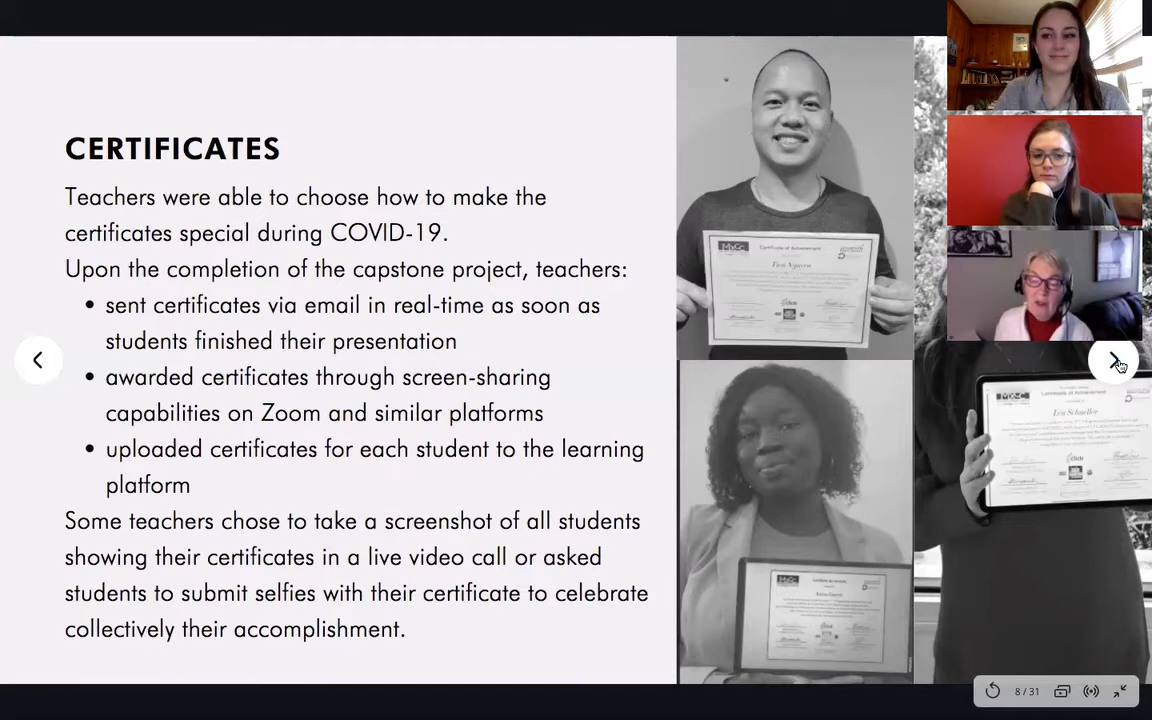 CERTIFICATES
Teachers were able to choose how to make the
certificates special during COVID-19.
Upon the completion of the capstone project, teachers:
• sent certificates via email in real-time as soon as
students finished their presentation
• awarded certificates through screen-sharing
capabilities on Zoom and similar platforms
• uploaded certificates for each student to the learning
platform
Some teachers chose to take a screenshot of all students
showing their certificates in a live video call or asked
students to submit selfies with their certificate to celebrate
collectively their accomplishment.
MxCC
Certificate of Achievement
Certificate of Achievement
8/31